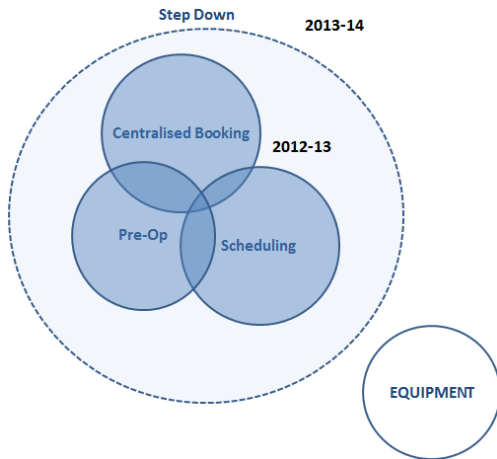 Step Down
2013-14
Centralised Booking
2012-13
Pre-Op
Scheduling
EQUIPMENT